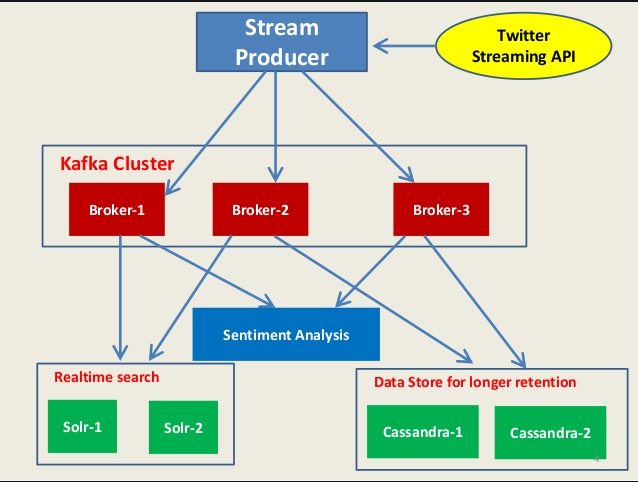 Stream
Producer
Twitter
Streaming API
Kafka Cluster
Broker-1
Broker-2
Broker-3
Sentiment Analysis
Realtime search
Solr-1
Solr-2
Data Store for longer retention
Cassandra-1
Cassandra-2
4